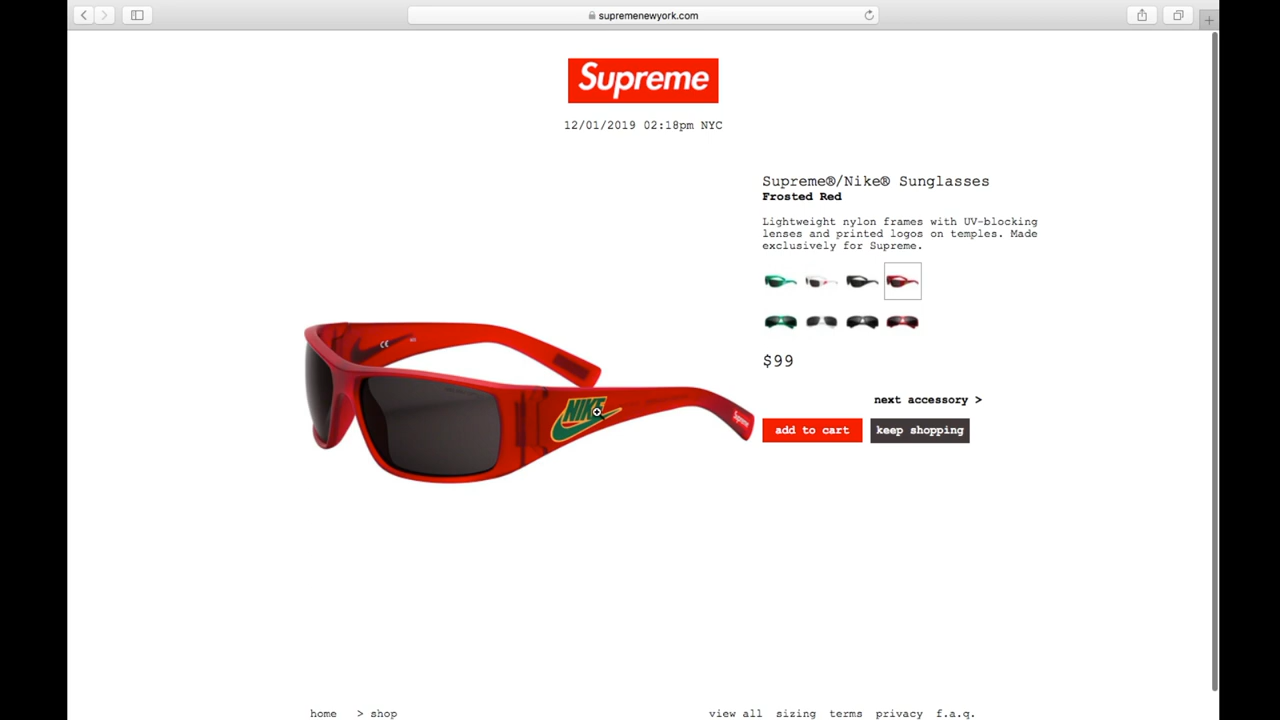 supremenewyork.com
Supreme
12/01/2019 02:18pm NYC
Supreme®/Nike® Sunglasses
Frosted Red
Lightweight nylon frames with UV-blocking
lenses and printed logos on temples. Made
exclusively for Supreme.
$99
next accessory >
add to cart
keep shopping
NIKE
Supreme
CE
home > shop
view all sizing terms privacy f.a.q.